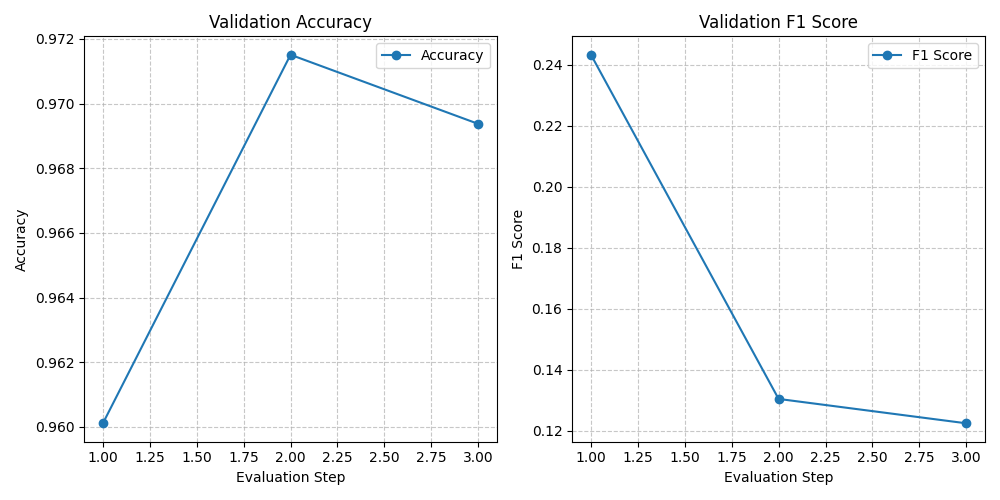 Validation Accuracy
Accuracy
0.972
0.970
0.968
0.966
0.964
0.962
0.960
Accuracy
1.00 1.25 1.50 1.75 2.00 2.25 2.50 2.75 3.00
Evaluation Step
Validation F1 Score
F1 Score
0.24
0.22
0.20
0.18
0.16
0.14
0.12
F1 Score
1.00 1.25 1.50 1.75 2.00 2.25 2.50 2.75 3.00
Evaluation Step